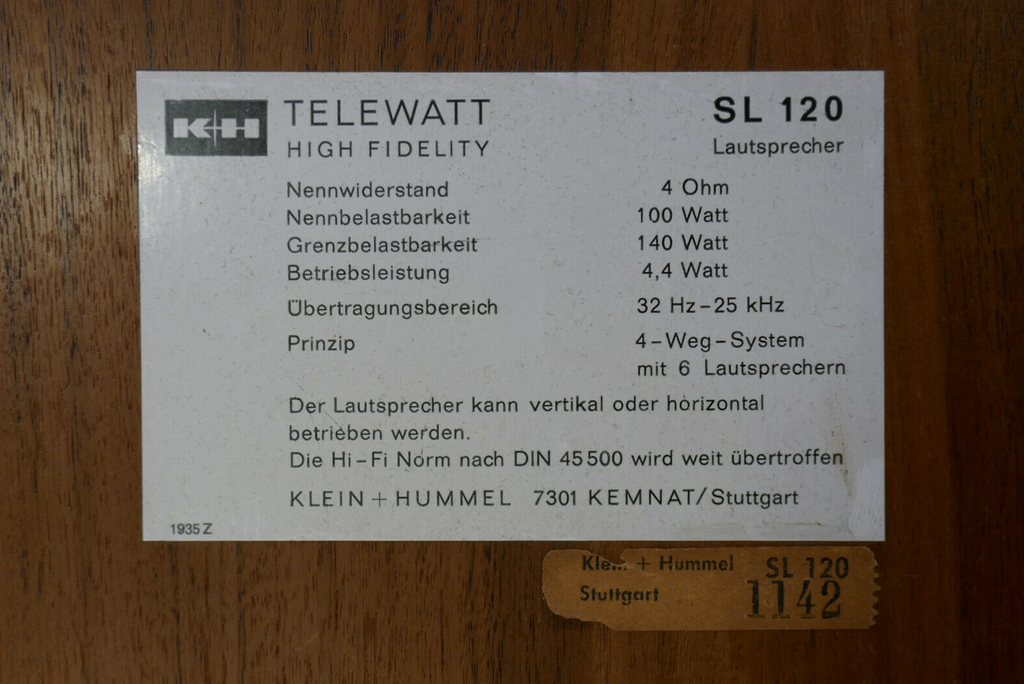 K+H TELEWATT SL 120
HIGH FIDELITY Lautsprecher
Nennwiderstand 4 Ohm
Nennbelastbarkeit 100 Watt
Grenzbelastbarkeit 140 Watt
Betriebsleistung 4,4 Watt
Übertragungsbereich 32 Hz–25 kHz
Prinzip 4–Weg–System
mit 6 Lautsprechern
Der Lautsprecher kann vertikal oder horizontal
betrieben werden.
Die Hi–Fi Norm nach DIN 45500 wird weit übertroffen
KLEIN + HUMMEL 7301 KEMNAT/Stuttgart
1935 Z
+ Hummel SL 120
Stuttgart 1142